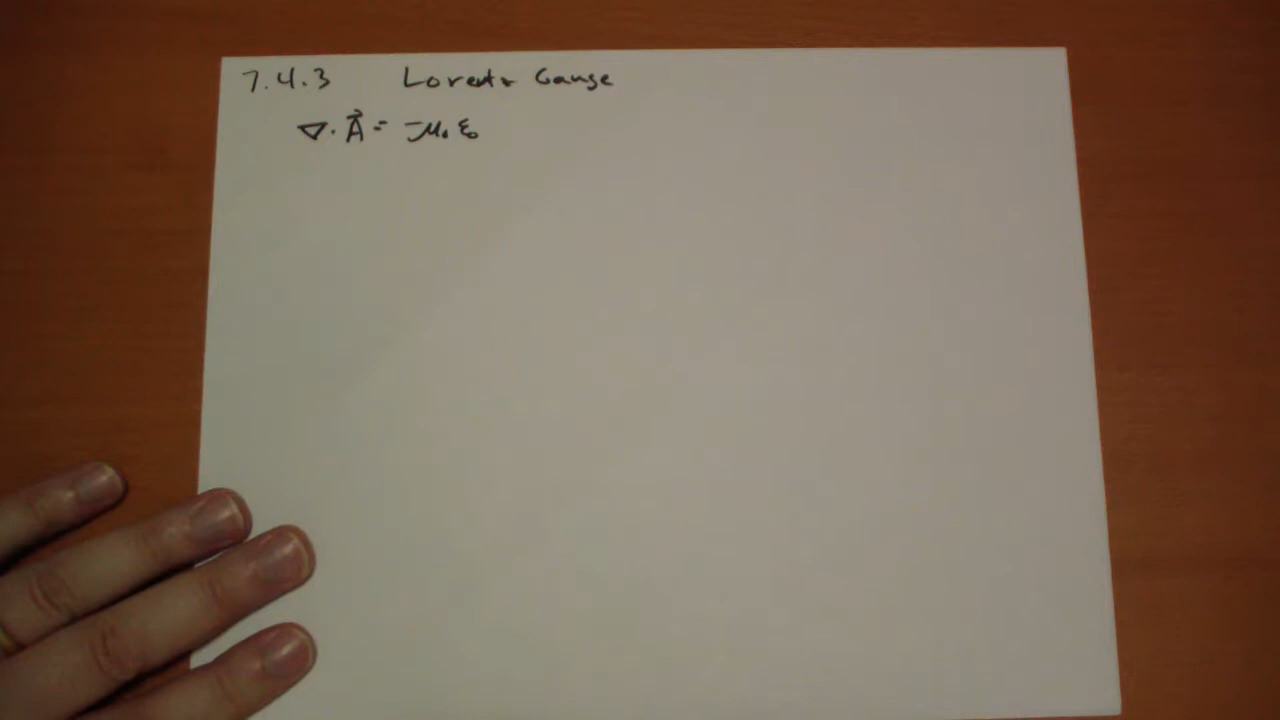 7.4.3 Lorentz Gauge
∇·A⃗ = -μ₀ε₀